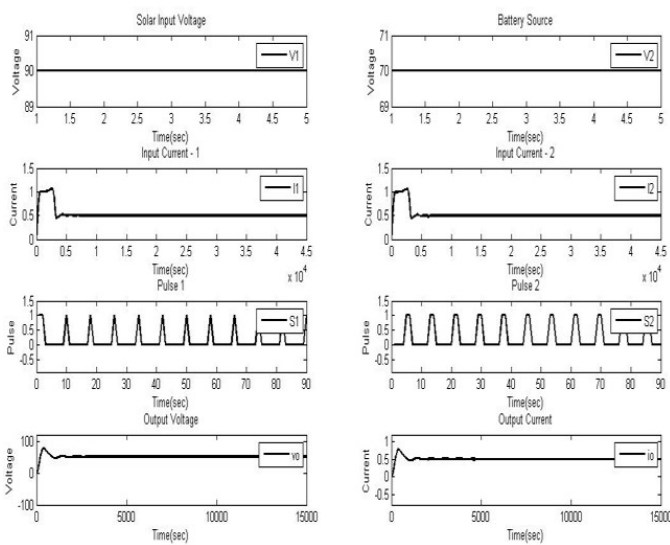 Solar Input Voltage
91
90
89
Voltage
V1
1 1.5 2 2.5 3 3.5 4 4.5 5
Time(sec)
Battery Source
71
70
69
Voltage
V2
1 1.5 2 2.5 3 3.5 4 4.5 5
Time(sec)
Input Current - 1
1.5
1
0.5
0
Current
I1
0 0.5 1 1.5 2 2.5 3 3.5 4 4.5
Time(sec)
x 10^4
Input Current - 2
1.5
1
0.5
0
Current
I2
0 0.5 1 1.5 2 2.5 3 3.5 4 4.5
Time(sec)
x 10^4
Pulse 1
1.5
1
0.5
0
-0.5
Pulse
S1
0 10 20 30 40 50 60 70 80 90
Time(sec)
Pulse 2
1.5
1
0.5
0
-0.5
Pulse
S2
0 10 20 30 40 50 60 70 80 90
Time(sec)
Output Voltage
100
0
-100
Voltage
vo
0 5000 10000 15000
Time(sec)
Output Current
1
0.5
0
-0.5
Current
io
0 5000 10000 15000
Time(sec)